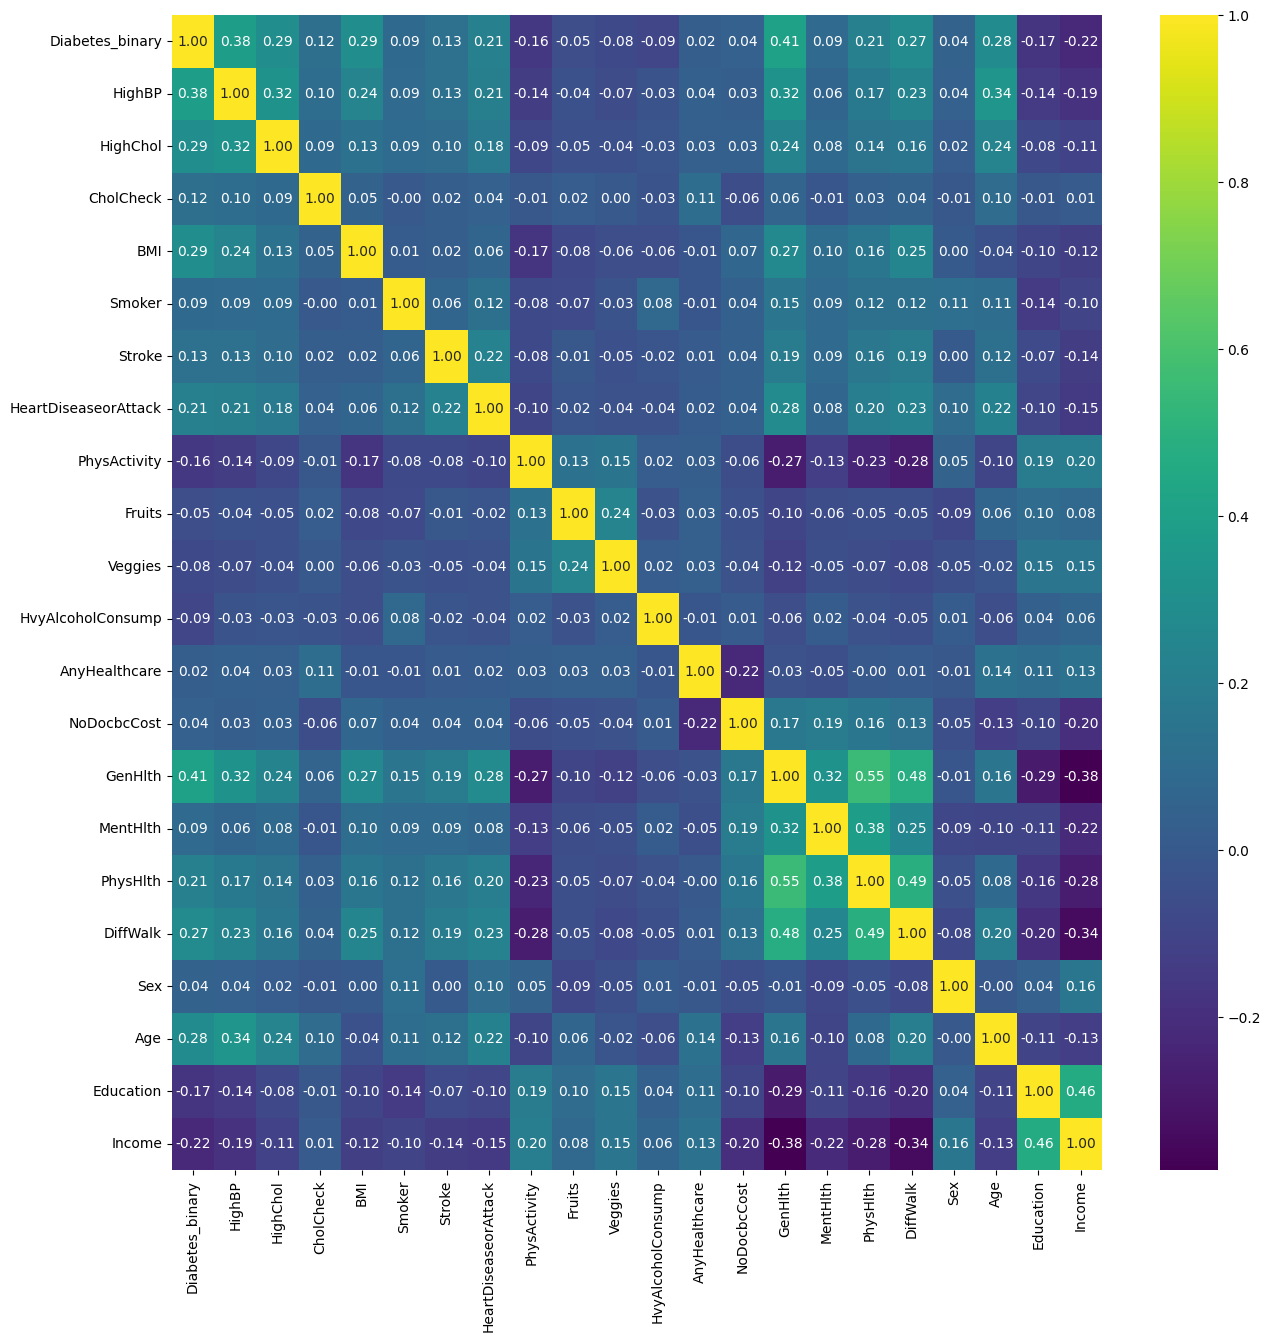 Diabetes_binary 1.00 0.38 0.29 0.12 0.29 0.09 0.13 0.21 -0.16 -0.05 -0.08 -0.09 0.02 0.04 0.41 0.09 0.21 0.27 0.04 0.28 -0.17 -0.22
HighBP 0.38 1.00 0.32 0.10 0.24 0.09 0.13 0.21 -0.14 -0.04 -0.07 -0.03 0.04 0.03 0.32 0.06 0.17 0.23 0.04 0.34 -0.14 -0.19
HighChol 0.29 0.32 1.00 0.09 0.13 0.09 0.10 0.18 -0.09 -0.05 -0.04 -0.03 0.03 0.03 0.24 0.08 0.14 0.16 0.02 0.24 -0.08 -0.11
CholCheck 0.12 0.10 0.09 1.00 0.05 -0.00 0.02 0.04 -0.01 0.02 0.00 -0.03 0.11 -0.06 0.06 -0.01 0.03 0.04 -0.01 0.10 -0.01 0.01
BMI 0.29 0.24 0.13 0.05 1.00 0.01 0.02 0.06 -0.17 -0.08 -0.06 -0.06 -0.01 0.07 0.27 0.10 0.16 0.25 0.00 -0.04 -0.10 -0.12
Smoker 0.09 0.09 0.09 -0.00 0.01 1.00 0.06 0.12 -0.08 -0.07 -0.03 0.08 -0.01 0.04 0.15 0.09 0.12 0.12 0.11 0.11 -0.14 -0.10
Stroke 0.13 0.13 0.10 0.02 0.02 0.06 1.00 0.22 -0.08 -0.01 -0.05 -0.02 0.01 0.04 0.19 0.09 0.16 0.19 0.00 0.12 -0.07 -0.14
HeartDiseaseorAttack 0.21 0.21 0.18 0.04 0.06 0.12 0.22 1.00 -0.10 -0.02 -0.04 -0.04 0.02 0.04 0.28 0.08 0.20 0.23 0.10 0.22 -0.10 -0.15
PhysActivity -0.16 -0.14 -0.09 -0.01 -0.17 -0.08 -0.08 -0.10 1.00 0.13 0.15 0.02 0.03 -0.06 -0.27 -0.13 -0.23 -0.28 0.05 -0.10 0.19 0.20
Fruits -0.05 -0.04 -0.05 0.02 -0.08 -0.07 -0.01 -0.02 0.13 1.00 0.24 -0.03 0.03 -0.05 -0.10 -0.06 -0.05 -0.05 -0.09 0.06 0.10 0.08
Veggies -0.08 -0.07 -0.04 0.00 -0.06 -0.03 -0.05 -0.04 0.15 0.24 1.00 0.02 0.03 -0.04 -0.12 -0.05 -0.07 -0.08 -0.05 -0.02 0.15 0.15
HvyAlcoholConsump -0.09 -0.03 -0.03 -0.03 -0.06 0.08 -0.02 -0.04 0.02 -0.03 0.02 1.00 -0.01 0.01 -0.06 0.02 -0.04 -0.05 0.01 -0.06 0.04 0.06
AnyHealthcare 0.02 0.04 0.03 0.11 -0.01 -0.01 0.01 0.02 0.03 0.03 0.03 -0.01 1.00 -0.22 -0.03 -0.05 -0.00 0.01 -0.01 0.14 0.11 0.13
NoDocbcCost 0.04 0.03 0.03 -0.06 0.07 0.04 0.04 0.04 -0.06 -0.05 -0.04 0.01 -0.22 1.00 0.17 0.19 0.16 0.13 -0.05 -0.13 -0.10 -0.20
GenHlth 0.41 0.32 0.24 0.06 0.27 0.15 0.19 0.28 -0.27 -0.10 -0.12 -0.06 -0.03 0.17 1.00 0.32 0.55 0.48 -0.01 0.16 -0.29 -0.38
MentHlth 0.09 0.06 0.08 -0.01 0.10 0.09 0.09 0.08 -0.13 -0.06 -0.05 0.02 -0.05 0.19 0.32 1.00 0.38 0.25 -0.09 -0.10 -0.11 -0.22
PhysHlth 0.21 0.17 0.14 0.03 0.16 0.12 0.16 0.20 -0.23 -0.05 -0.07 -0.04 -0.00 0.16 0.55 0.38 1.00 0.49 -0.05 0.08 -0.16 -0.28
DiffWalk 0.27 0.23 0.16 0.04 0.25 0.12 0.19 0.23 -0.28 -0.05 -0.08 -0.05 0.01 0.13 0.48 0.25 0.49 1.00 -0.08 0.20 -0.20 -0.34
Sex 0.04 0.04 0.02 -0.01 0.00 0.11 0.00 0.10 0.05 -0.09 -0.05 0.01 -0.01 -0.05 -0.01 -0.09 -0.05 -0.08 1.00 -0.00 0.04 0.16
Age 0.28 0.34 0.24 0.10 -0.04 0.11 0.12 0.22 -0.10 0.06 -0.02 -0.06 0.14 -0.13 0.16 -0.10 0.08 0.20 -0.00 1.00 -0.11 -0.13
Education -0.17 -0.14 -0.08 -0.01 -0.10 -0.14 -0.07 -0.10 0.19 0.10 0.15 0.04 0.11 -0.10 -0.29 -0.11 -0.16 -0.20 0.04 -0.11 1.00 0.46
Income -0.22 -0.19 -0.11 0.01 -0.12 -0.10 -0.14 -0.15 0.20 0.08 0.15 0.06 0.13 -0.20 -0.38 -0.22 -0.28 -0.34 0.16 -0.13 0.46 1.00
Diabetes_binary
HighBP
HighChol
CholCheck
BMI
Smoker
Stroke
HeartDiseaseorAttack
PhysActivity
Fruits
Veggies
HvyAlcoholConsump
AnyHealthcare
NoDocbcCost
GenHlth
MentHlth
PhysHlth
DiffWalk
Sex
Age
Education
Income
1.0
0.8
0.6
0.4
0.2
0.0
−0.2